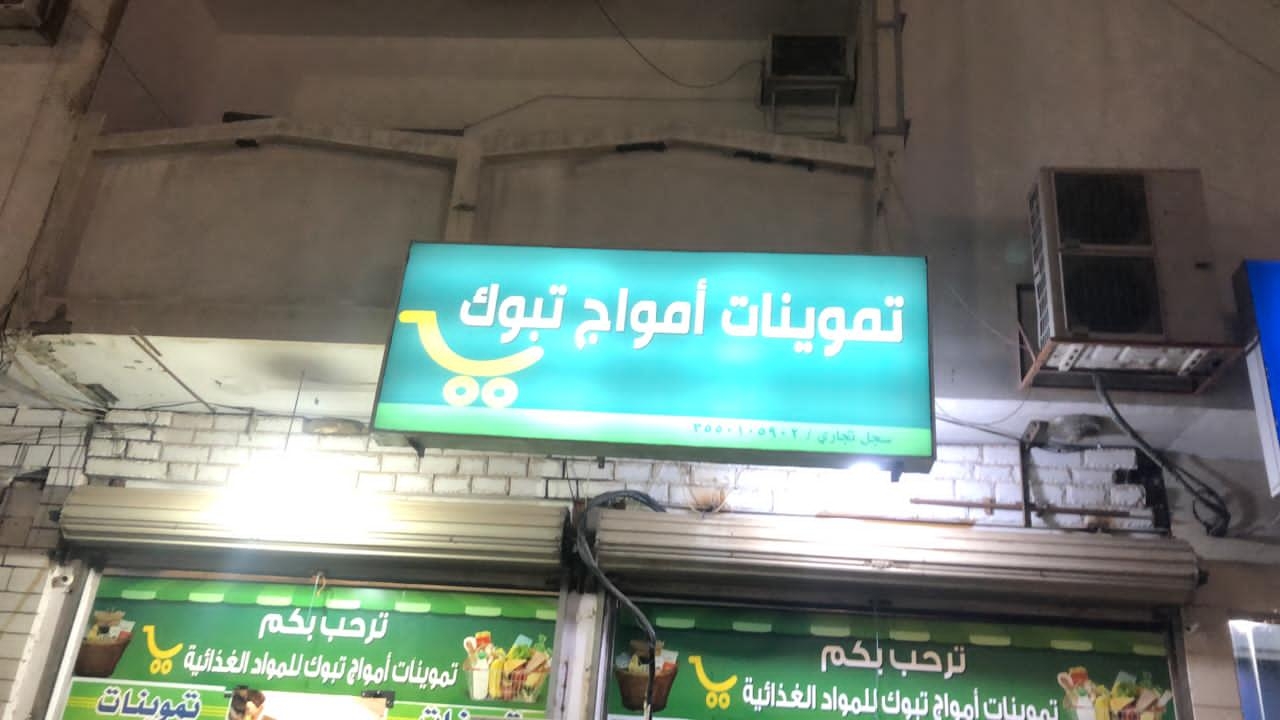 تموينات أمواج تبوك
سجل تجاري / ٣٥٥٠١٠٥٩٠٢
ترحب بكم
تموينات أمواج تبوك للمواد الغذائية
تموينات
تموينات
ترحب بكم
تموينات أمواج تبوك للمواد الغذائية